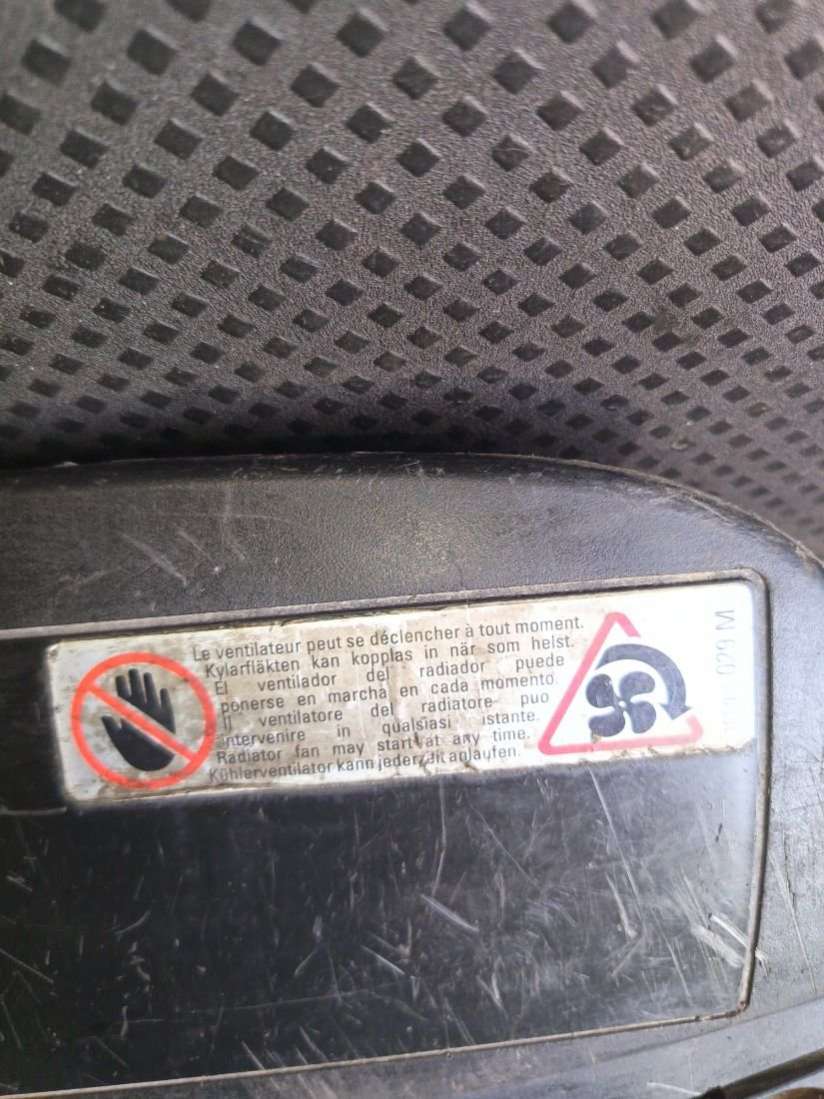 Le ventilateur peut se déclencher à tout moment.
Kylarfläkten kan kopplas in när som helst.
El ventilador del radiador puede
ponerse en marcha en cada momento.
Il ventilatore del radiatore può
intervenire in qualsiasi istante.
Radiator fan may start at any time.
Kühlerventilator kann jederzeit anlaufen.
029 M